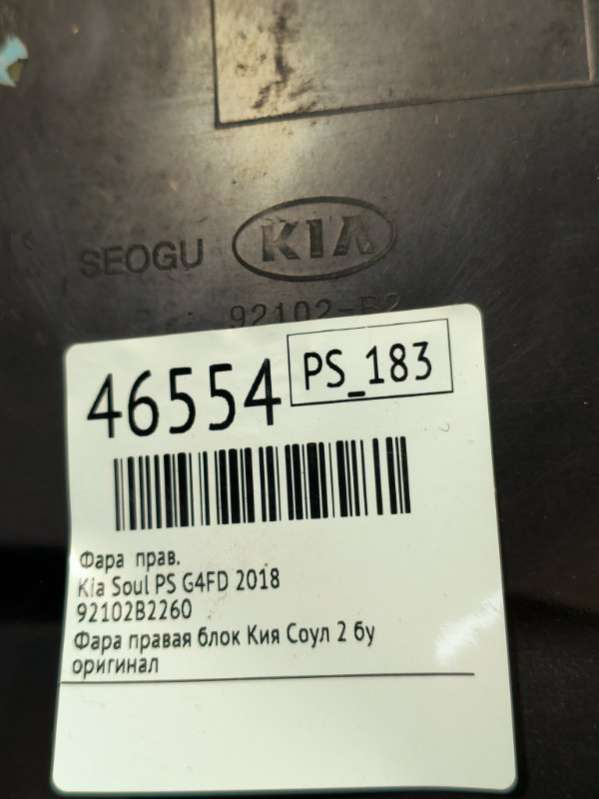 SEOGU KIA
92102-B2
46554 PS_183
Фара прав.
Kia Soul PS G4FD 2018
92102B2260
Фара правая блок Кия Соул 2 бу
оригинал